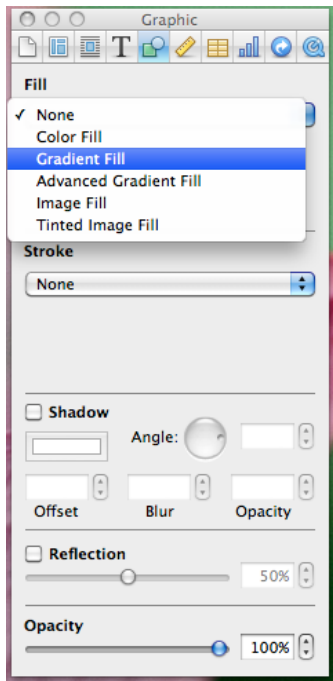 Graphic
T
Fill
✓ None
Color Fill
Gradient Fill
Advanced Gradient Fill
Image Fill
Tinted Image Fill
Stroke
None
Shadow
Angle:
Offset Blur Opacity
Reflection
50%
Opacity
100%